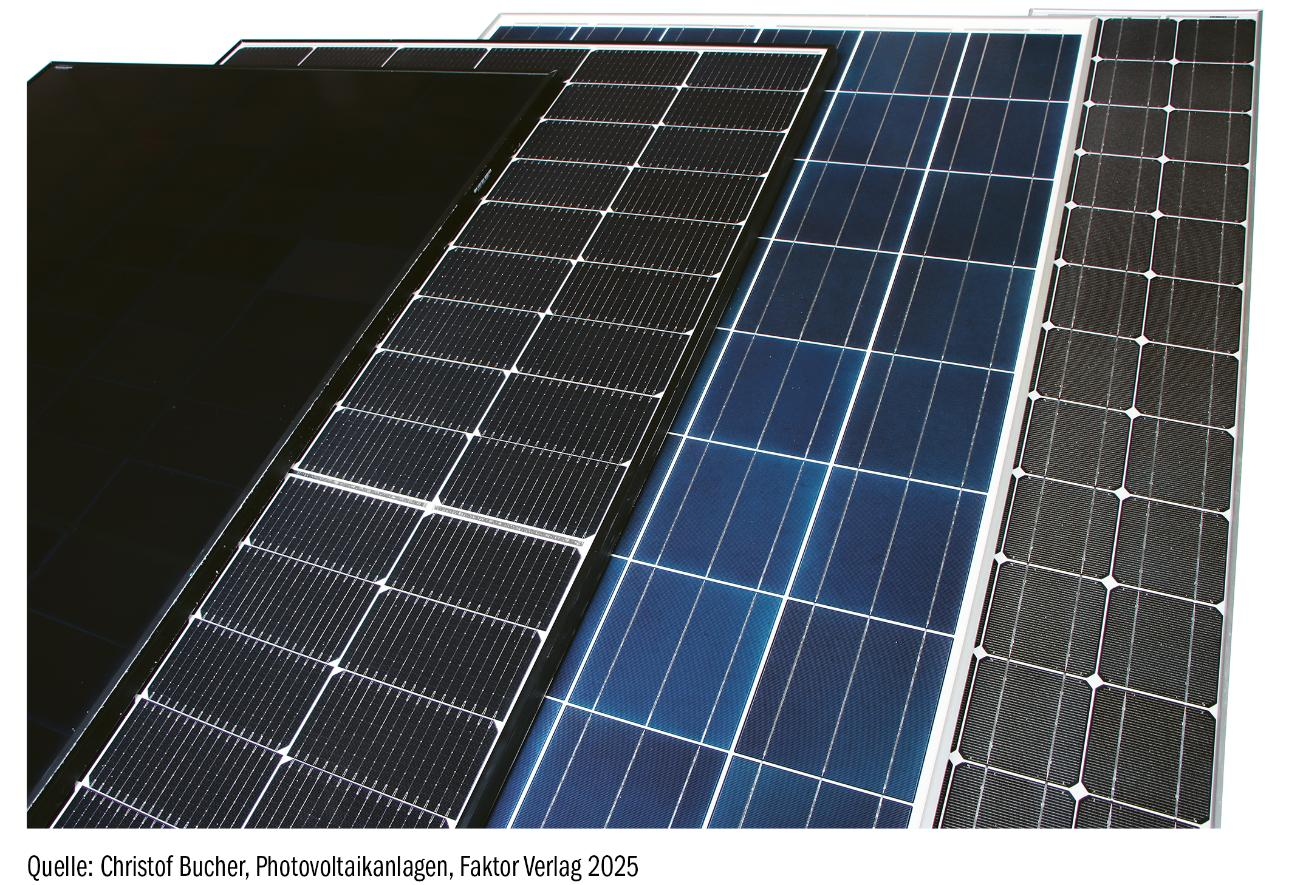 Quelle: Christof Bucher, Photovoltaikanlagen, Faktor Verlag 2025